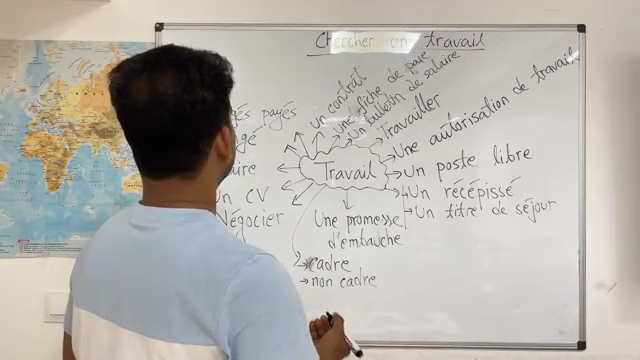 Chercher un travail
un contrat
une fiche de paie
un bulletin de salaire
Travailler
Une autorisation de travail
payés
Travail
Un poste libre
Un récépissé
Un titre de séjour
CV
Négocier
Une promesse
d'embauche
cadre
non cadre